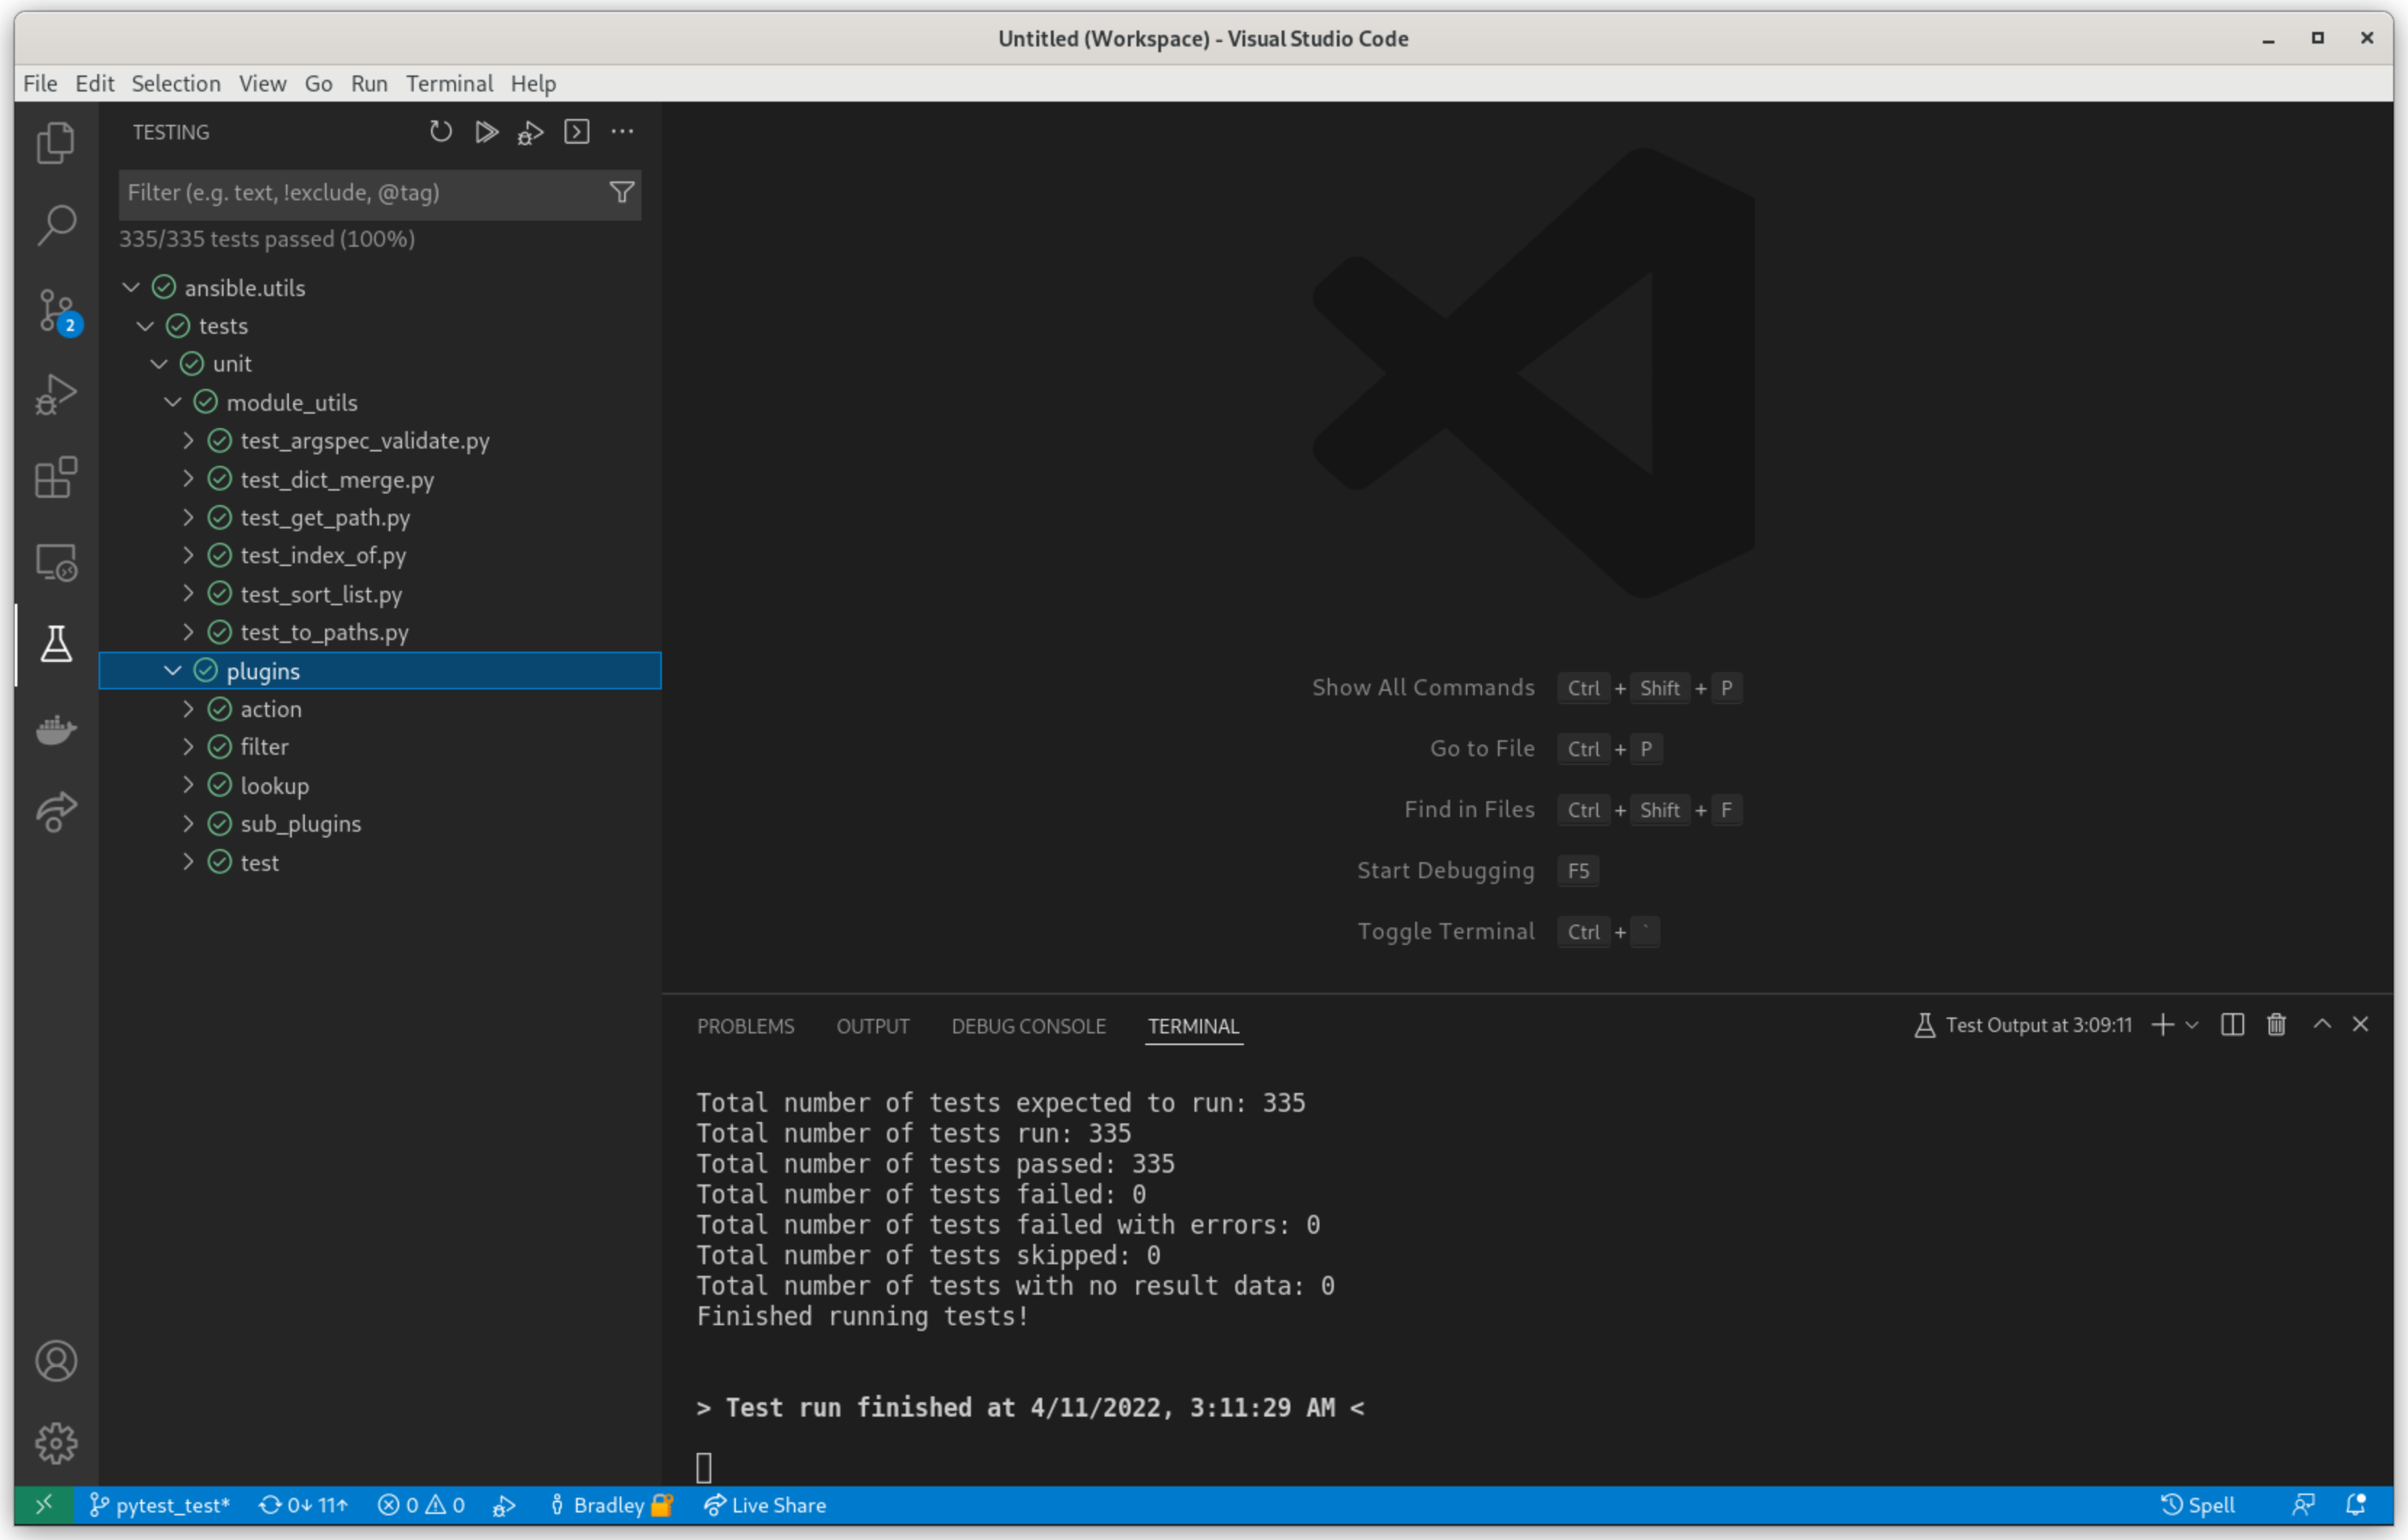 Untitled (Workspace) - Visual Studio Code
File Edit Selection View Go Run Terminal Help
TESTING
Filter (e.g. text, !exclude, @tag)
335/335 tests passed (100%)
ansible.utils
tests
unit
module_utils
test_argspec_validate.py
test_dict_merge.py
test_get_path.py
test_index_of.py
test_sort_list.py
test_to_paths.py
plugins
action
filter
lookup
sub_plugins
test
2
Show All Commands Ctrl + Shift + P
Go to File Ctrl + P
Find in Files Ctrl + Shift + F
Start Debugging F5
Toggle Terminal Ctrl + `
PROBLEMS OUTPUT DEBUG CONSOLE TERMINAL Test Output at 3:09:11
Total number of tests expected to run: 335
Total number of tests run: 335
Total number of tests passed: 335
Total number of tests failed: 0
Total number of tests failed with errors: 0
Total number of tests skipped: 0
Total number of tests with no result data: 0
Finished running tests!
> Test run finished at 4/11/2022, 3:11:29 AM <
pytest_test* 0↓ 11↑ 0 0 Bradley Live Share Spell